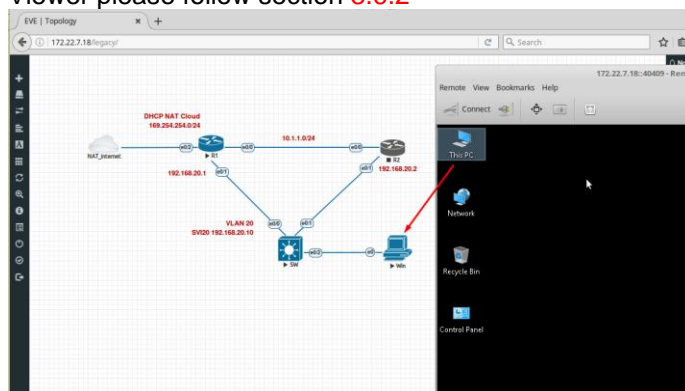 viewer please follow section
EVE | Topology
172.22.7.18/legacy/
Search
172.22.7.18::40409 - Rem
Remote View Bookmarks Help
Connect
DHCP NAT Cloud
169.254.254.0/24
NAT_internet
e0/2
R1
e0/0
10.1.1.0/24
e0/0
R2
192.168.20.1
e0/1
e0/1
192.168.20.2
VLAN 20
SVI20 192.168.20.10
e0/0
e0/1
SW
e0/2
e0
Win
This PC
Network
Recycle Bin
Control Panel